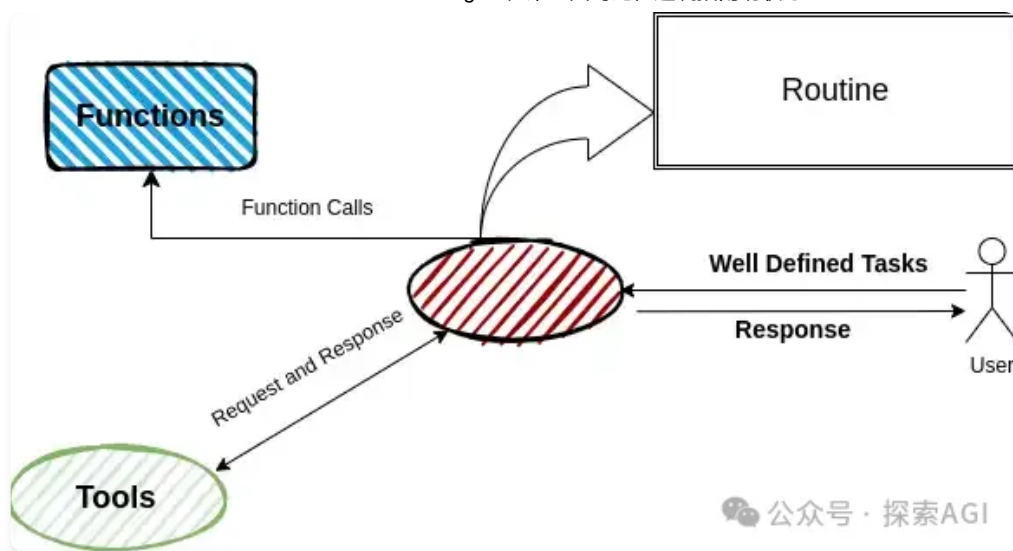 Functions
Routine
Function Calls
Well Defined Tasks
Response
User
Request and Response
Tools
公众号 · 探索AGI